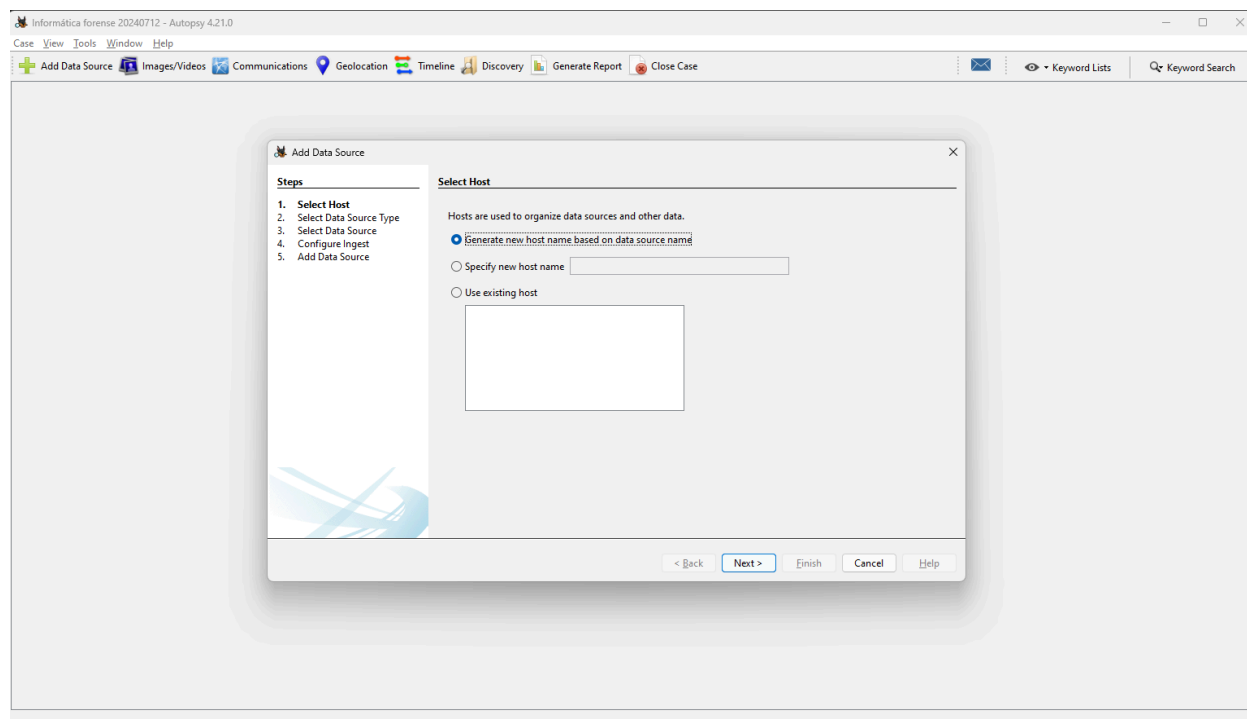 Informática forense 20240712 - Autopsy 4.21.0
Case View Tools Window Help
Add Data Source Images/Videos Communications Geolocation Timeline Discovery Generate Report Close Case Keyword Lists Keyword Search
Add Data Source
Steps
1. Select Host
2. Select Data Source Type
3. Select Data Source
4. Configure Ingest
5. Add Data Source
Select Host
Hosts are used to organize data sources and other data.
Generate new host name based on data source name
Specify new host name
Use existing host
< Back Next > Finish Cancel Help